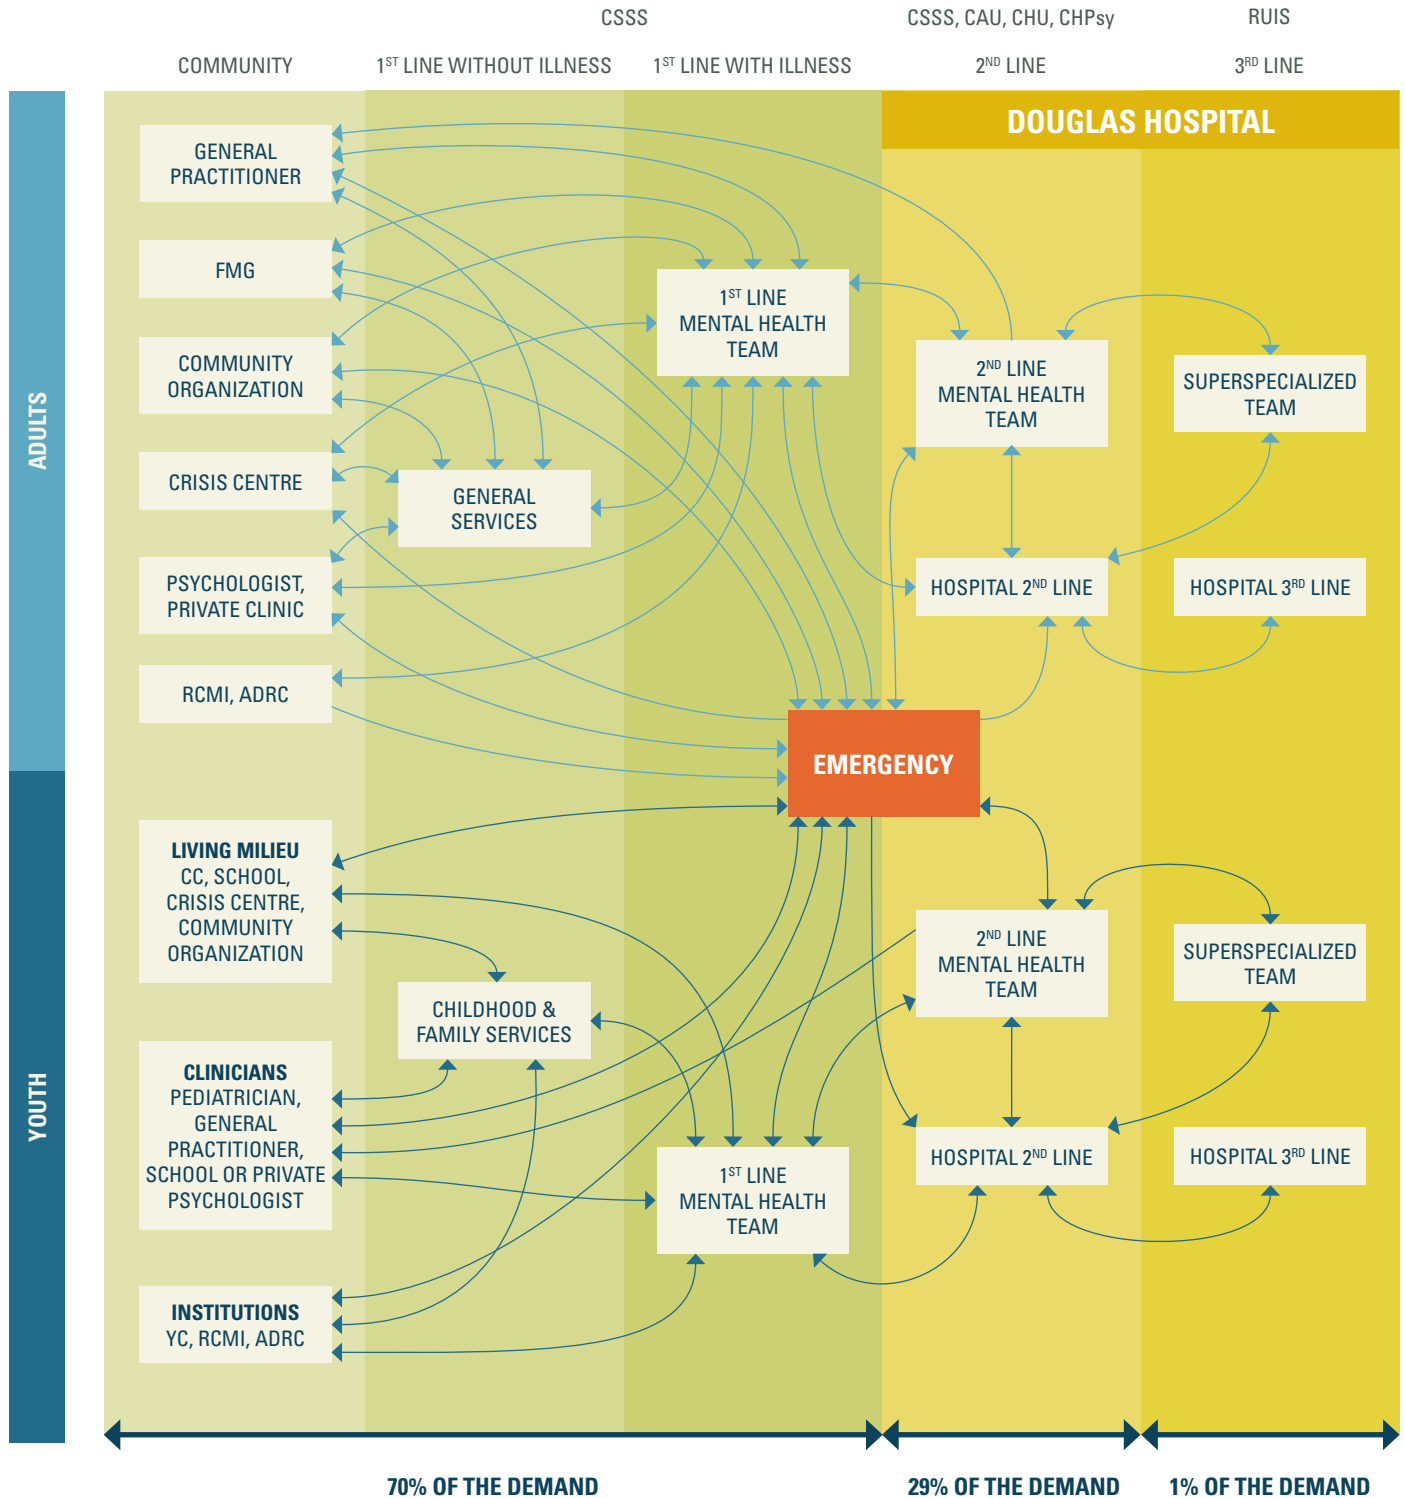 CSSS
CSSS, CAU, CHU, CHPsy
RUIS
COMMUNITY
1ST LINE WITHOUT ILLNESS
1ST LINE WITH ILLNESS
2ND LINE
3RD LINE
DOUGLAS HOSPITAL
ADULTS
GENERAL
PRACTITIONER
FMG
COMMUNITY
ORGANIZATION
CRISIS CENTRE
PSYCHOLOGIST,
PRIVATE CLINIC
RCMI, ADRC
GENERAL
SERVICES
1ST LINE
MENTAL HEALTH
TEAM
2ND LINE
MENTAL HEALTH
TEAM
SUPERSPECIALIZED
TEAM
HOSPITAL 2ND LINE
HOSPITAL 3RD LINE
EMERGENCY
YOUTH
LIVING MILIEU
CC, SCHOOL,
CRISIS CENTRE,
COMMUNITY
ORGANIZATION
CLINICIANS
PEDIATRICIAN,
GENERAL
PRACTITIONER,
SCHOOL OR PRIVATE
PSYCHOLOGIST
INSTITUTIONS
YC, RCMI, ADRC
CHILDHOOD &
FAMILY SERVICES
1ST LINE
MENTAL HEALTH
TEAM
2ND LINE
MENTAL HEALTH
TEAM
SUPERSPECIALIZED
TEAM
HOSPITAL 2ND LINE
HOSPITAL 3RD LINE
70% OF THE DEMAND
29% OF THE DEMAND
1% OF THE DEMAND